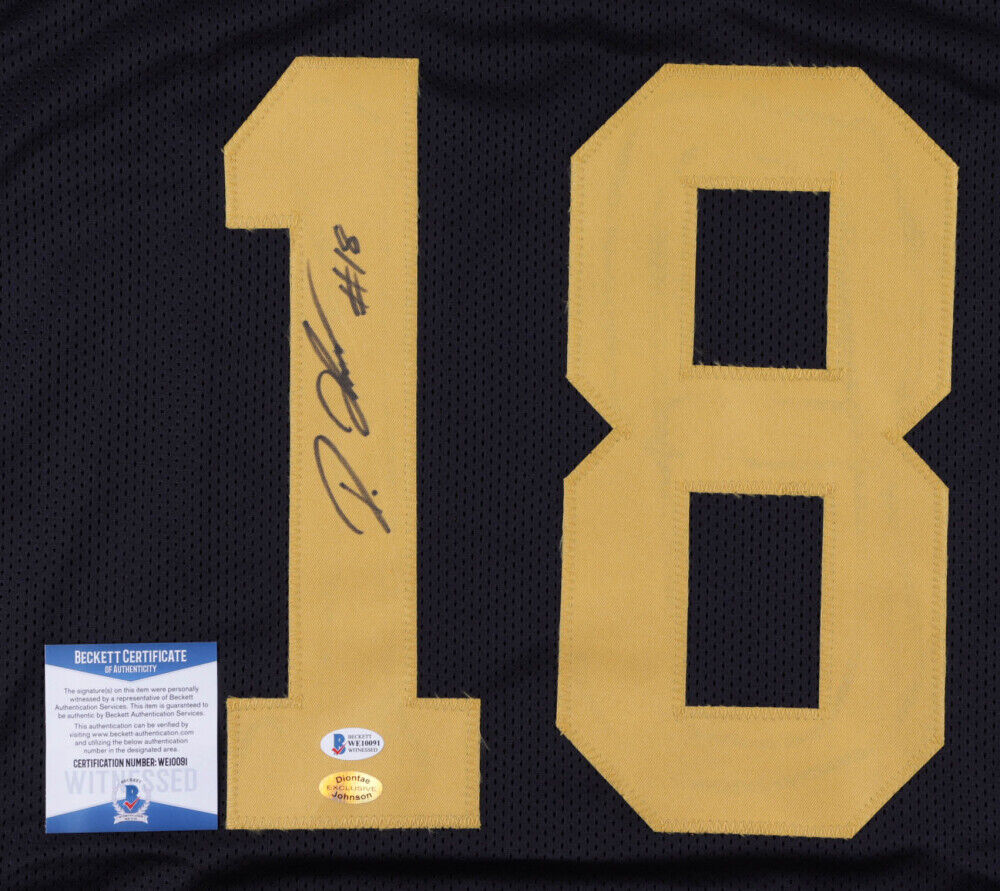 18
D. Johnson #18
BECKETT CERTIFICATE
OF AUTHENTICITY
The signature(s) on this item were personally
witnessed by a representative of Beckett
Authentication Services. This item is guaranteed to
be authentic by Beckett Authentication Services.
This authentication can be verified by
visiting www.beckett-authentication.com
and utilizing the below authentication
number in the designated area.
CERTIFICATION NUMBER: WE10091
WITNESSED
BECKETT
B
BECKETT
B WE10091
WITNESSED
Diontae
EXCLUSIVE
Johnson